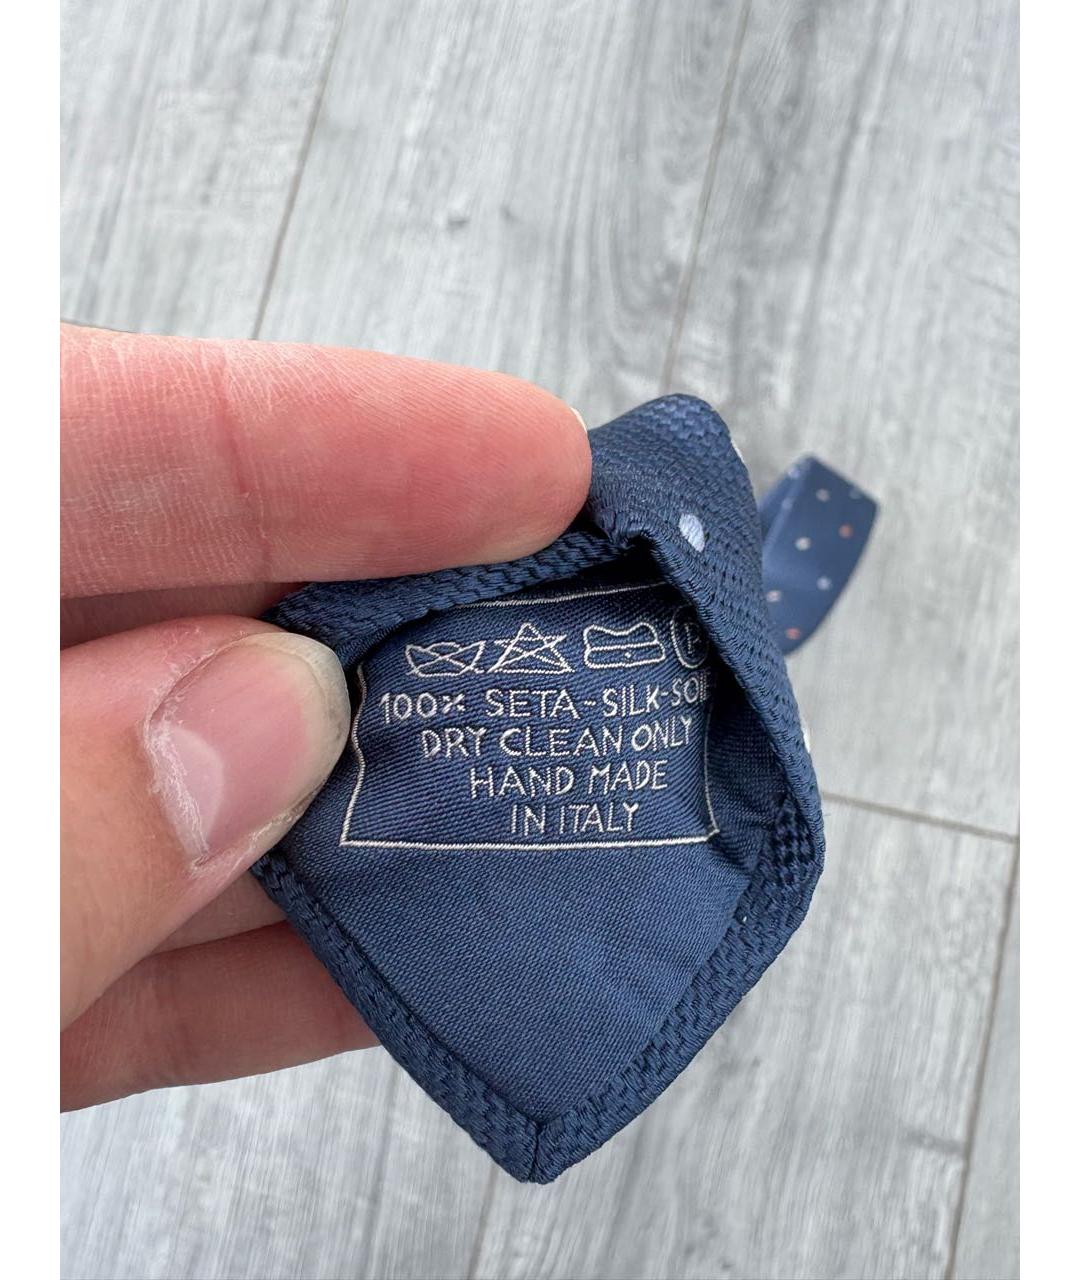 P
100% SETA-SILK-SOIE
DRY CLEAN ONLY
HAND MADE
IN ITALY